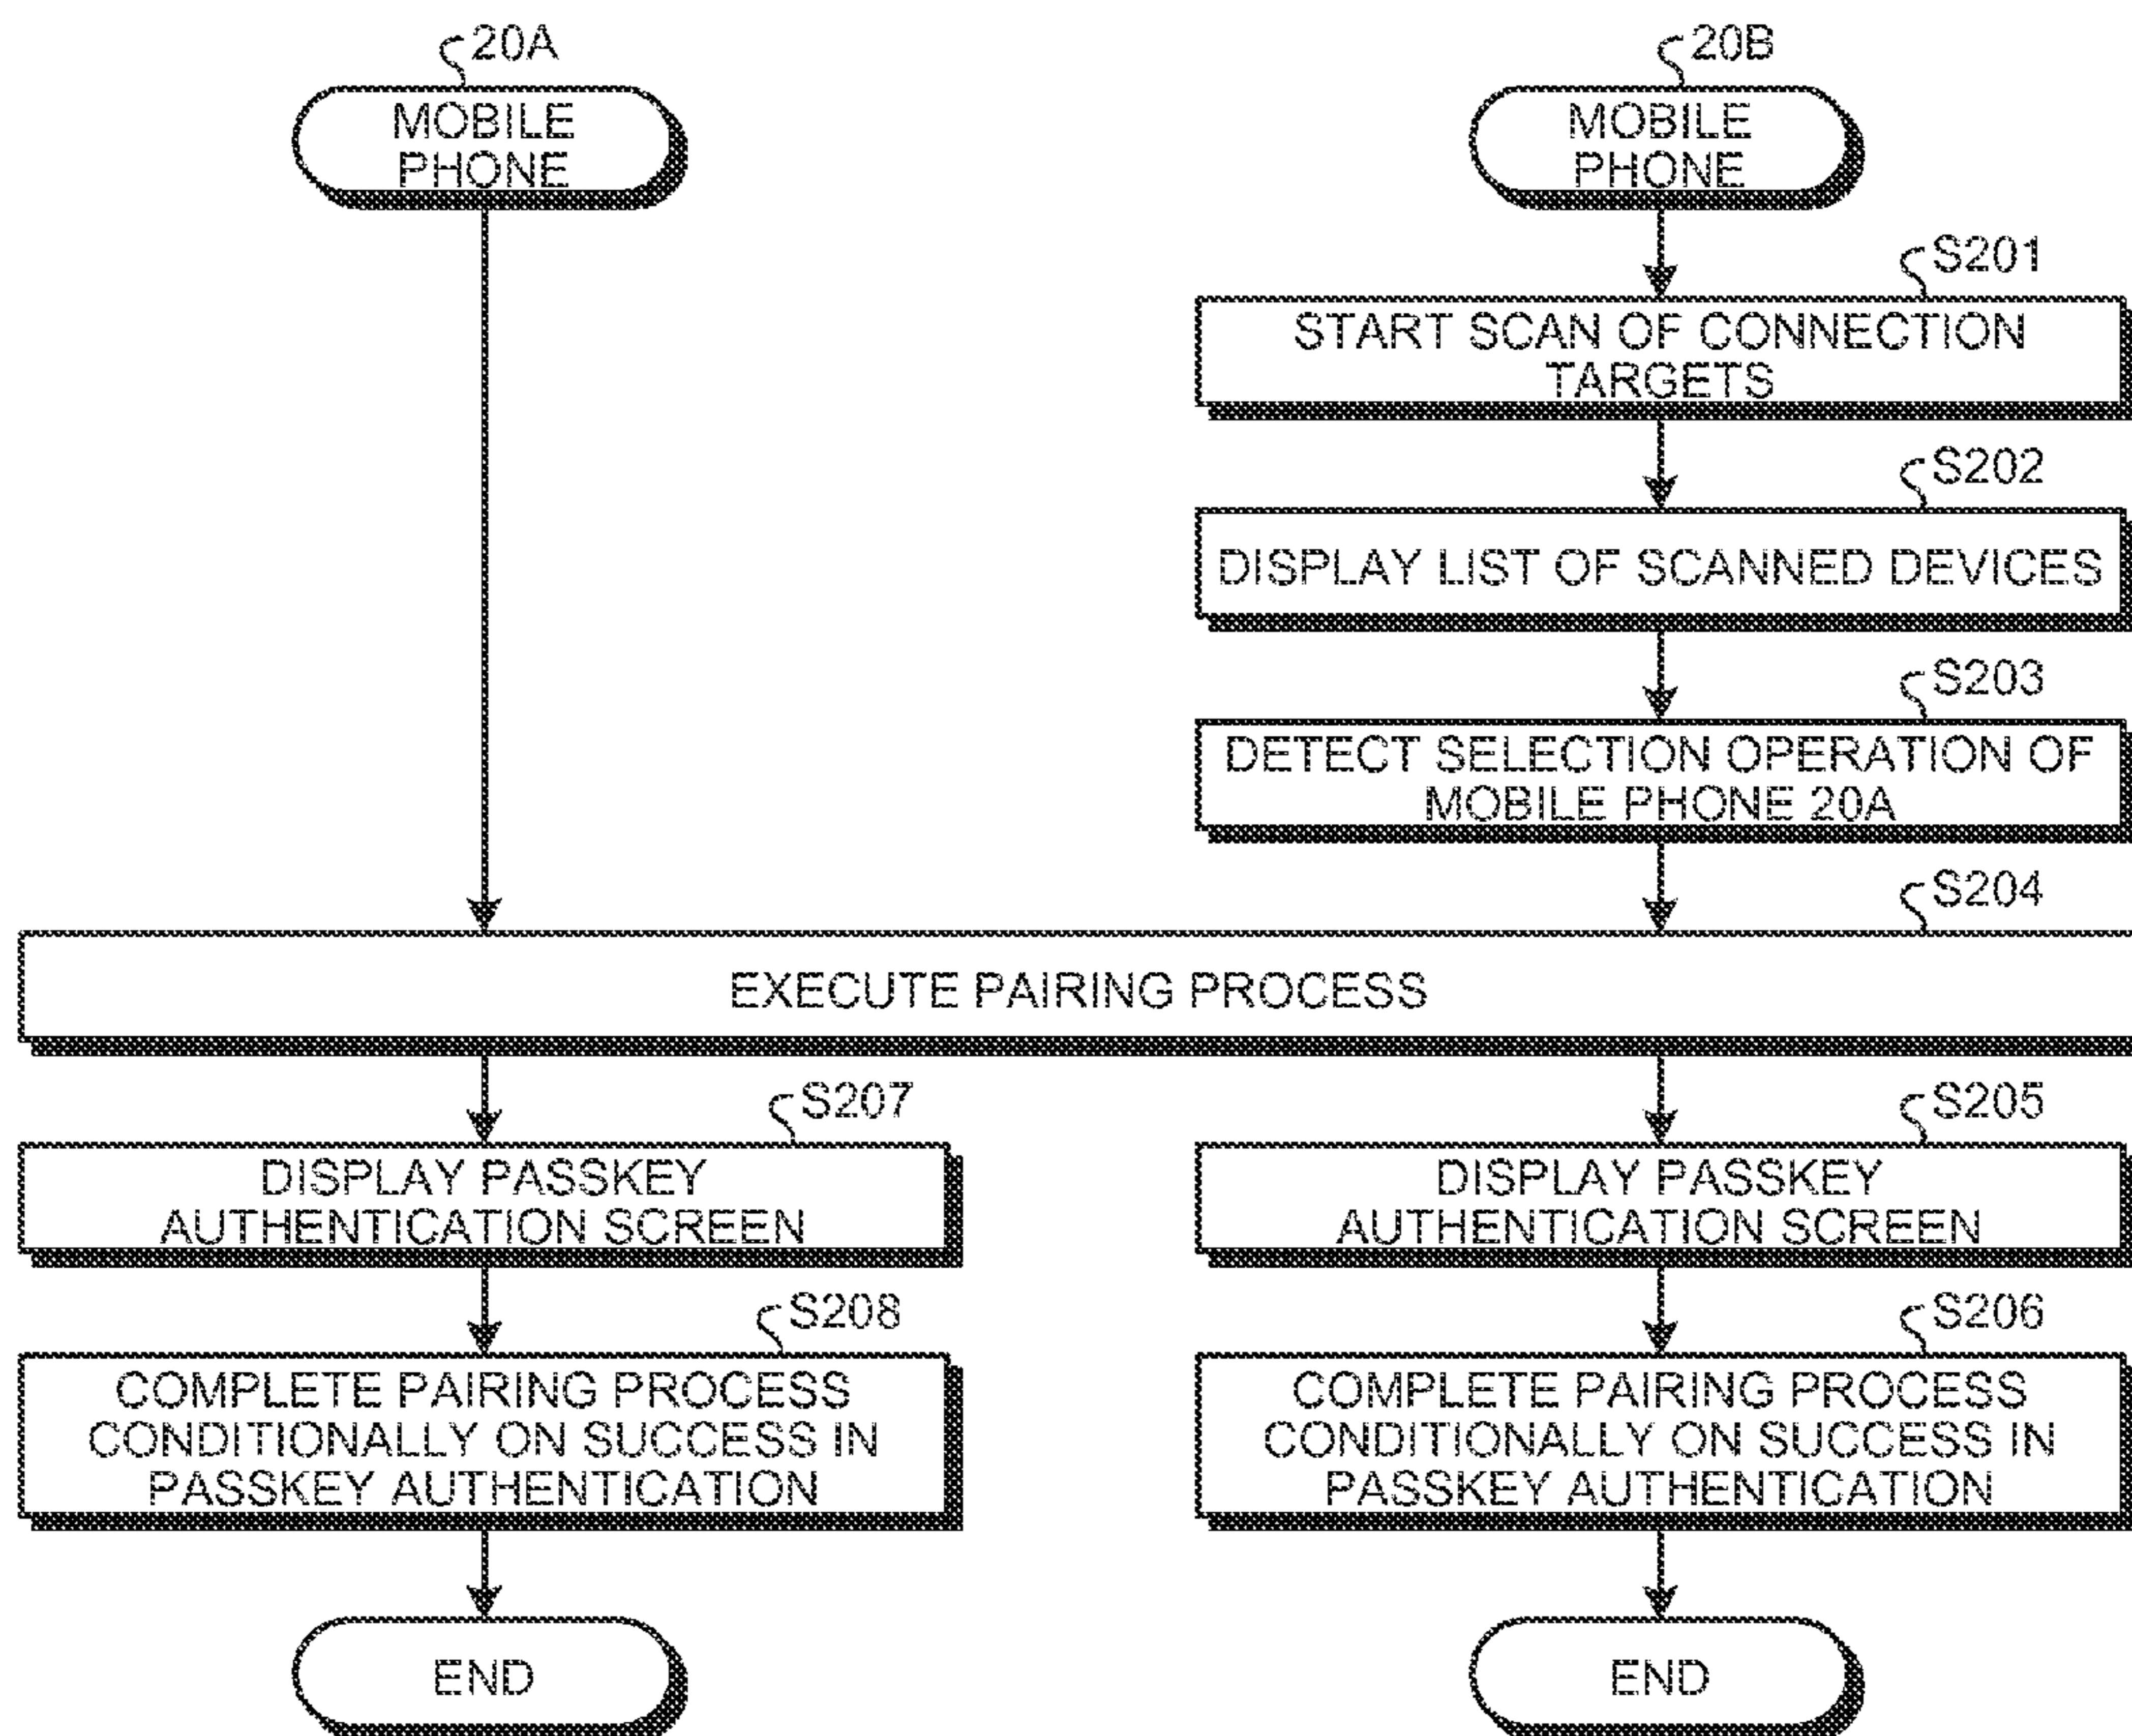 20A
MOBILE
PHONE
20B
MOBILE
PHONE
S201
START SCAN OF CONNECTION
TARGETS
S202
DISPLAY LIST OF SCANNED DEVICES
S203
DETECT SELECTION OPERATION OF
MOBILE PHONE 20A
S204
EXECUTE PAIRING PROCESS
S207
DISPLAY PASSKEY
AUTHENTICATION SCREEN
S205
DISPLAY PASSKEY
AUTHENTICATION SCREEN
S208
COMPLETE PAIRING PROCESS
CONDITIONALLY ON SUCCESS IN
PASSKEY AUTHENTICATION
S206
COMPLETE PAIRING PROCESS
CONDITIONALLY ON SUCCESS IN
PASSKEY AUTHENTICATION
END
END